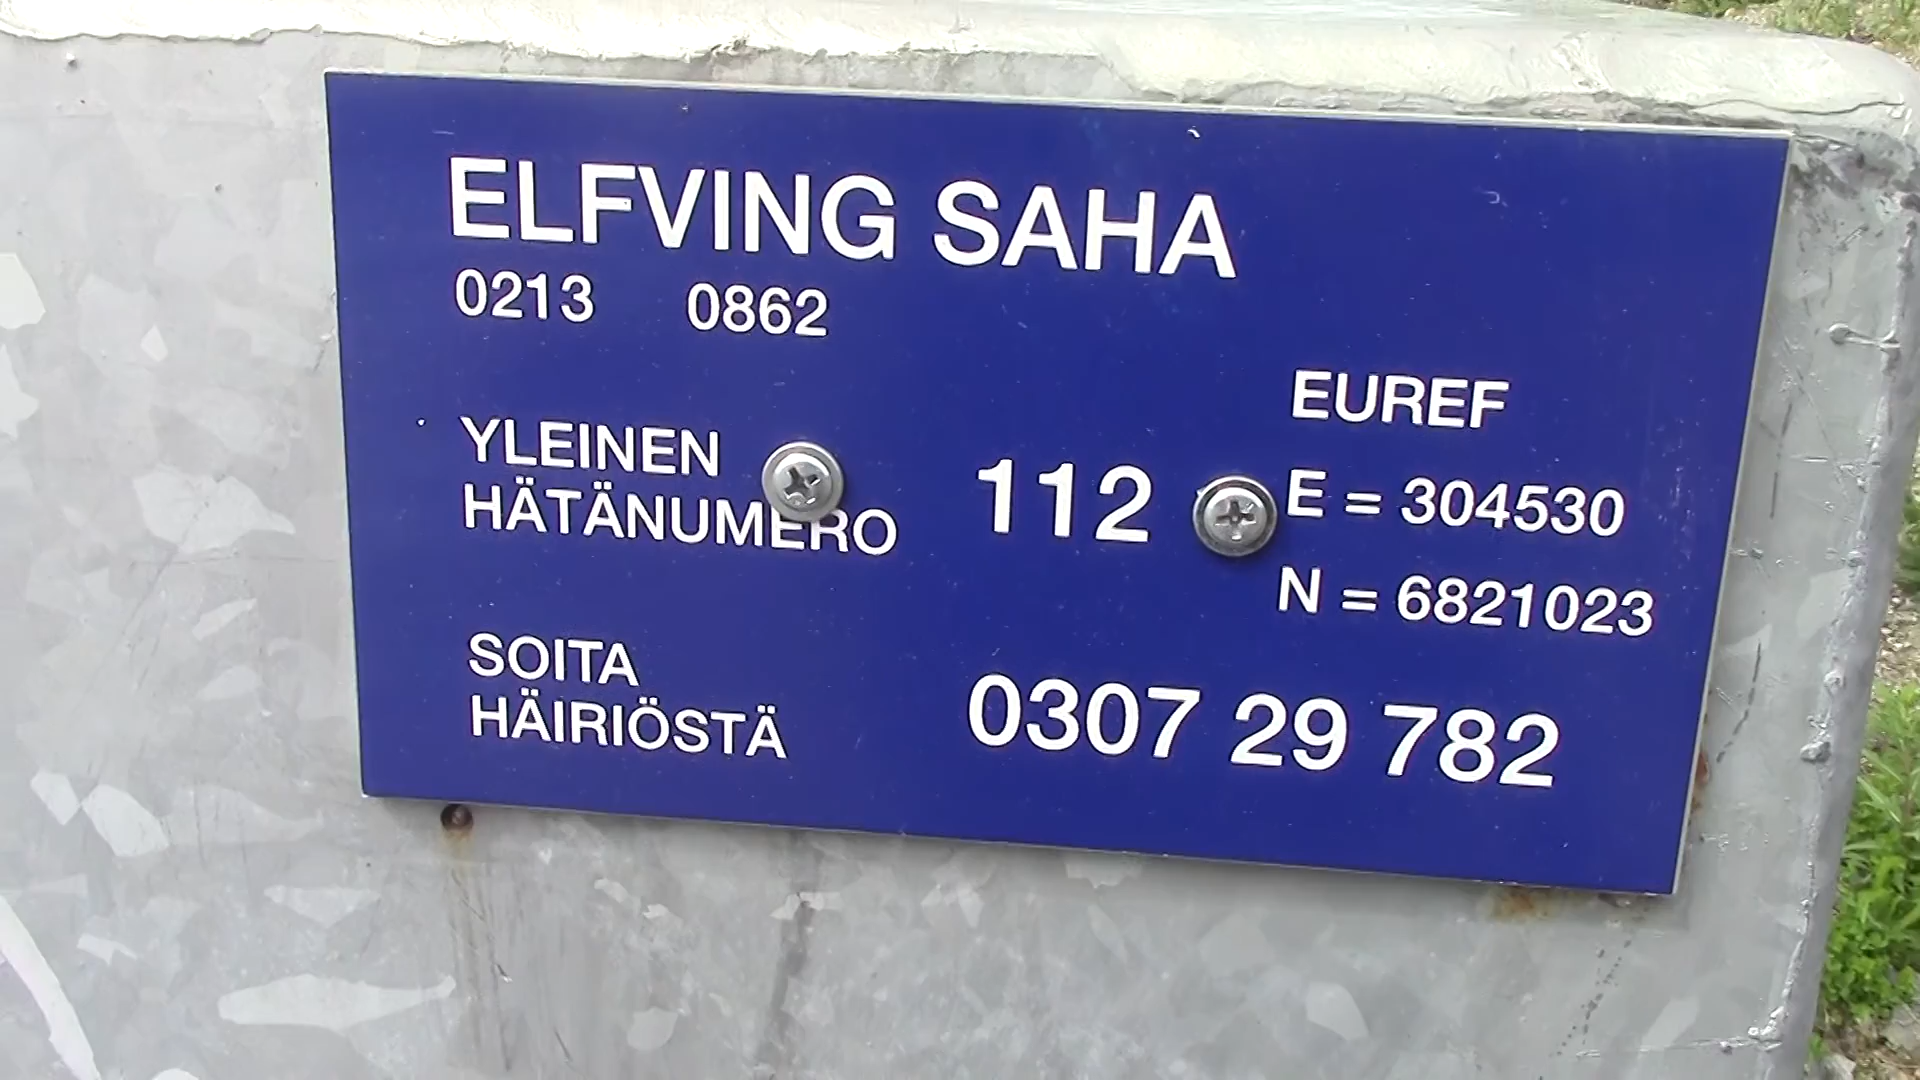 ELFVING SAHA
0213 0862
YLEINEN
HÄTÄNUMERO
112
EUREF
E = 304530
N = 6821023
SOITA
HÄIRIÖSTÄ
0307 29 782